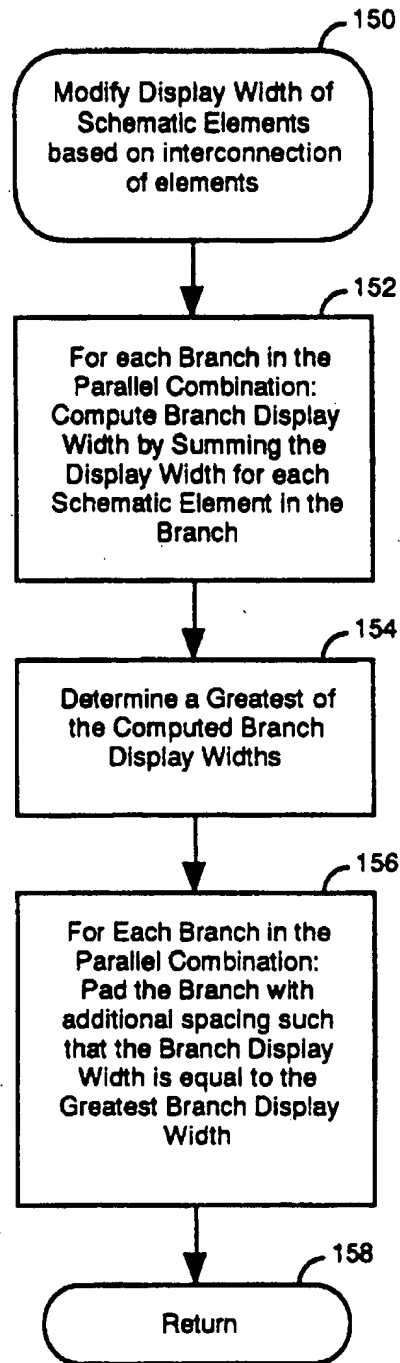 150
Modify Display Width of
Schematic Elements
based on interconnection
of elements
152
For each Branch in the
Parallel Combination:
Compute Branch Display
Width by Summing the
Display Width for each
Schematic Element in the
Branch
154
Determine a Greatest of
the Computed Branch
Display Widths
156
For Each Branch in the
Parallel Combination:
Pad the Branch with
additional spacing such
that the Branch Display
Width is equal to the
Greatest Branch Display
Width
158
Return